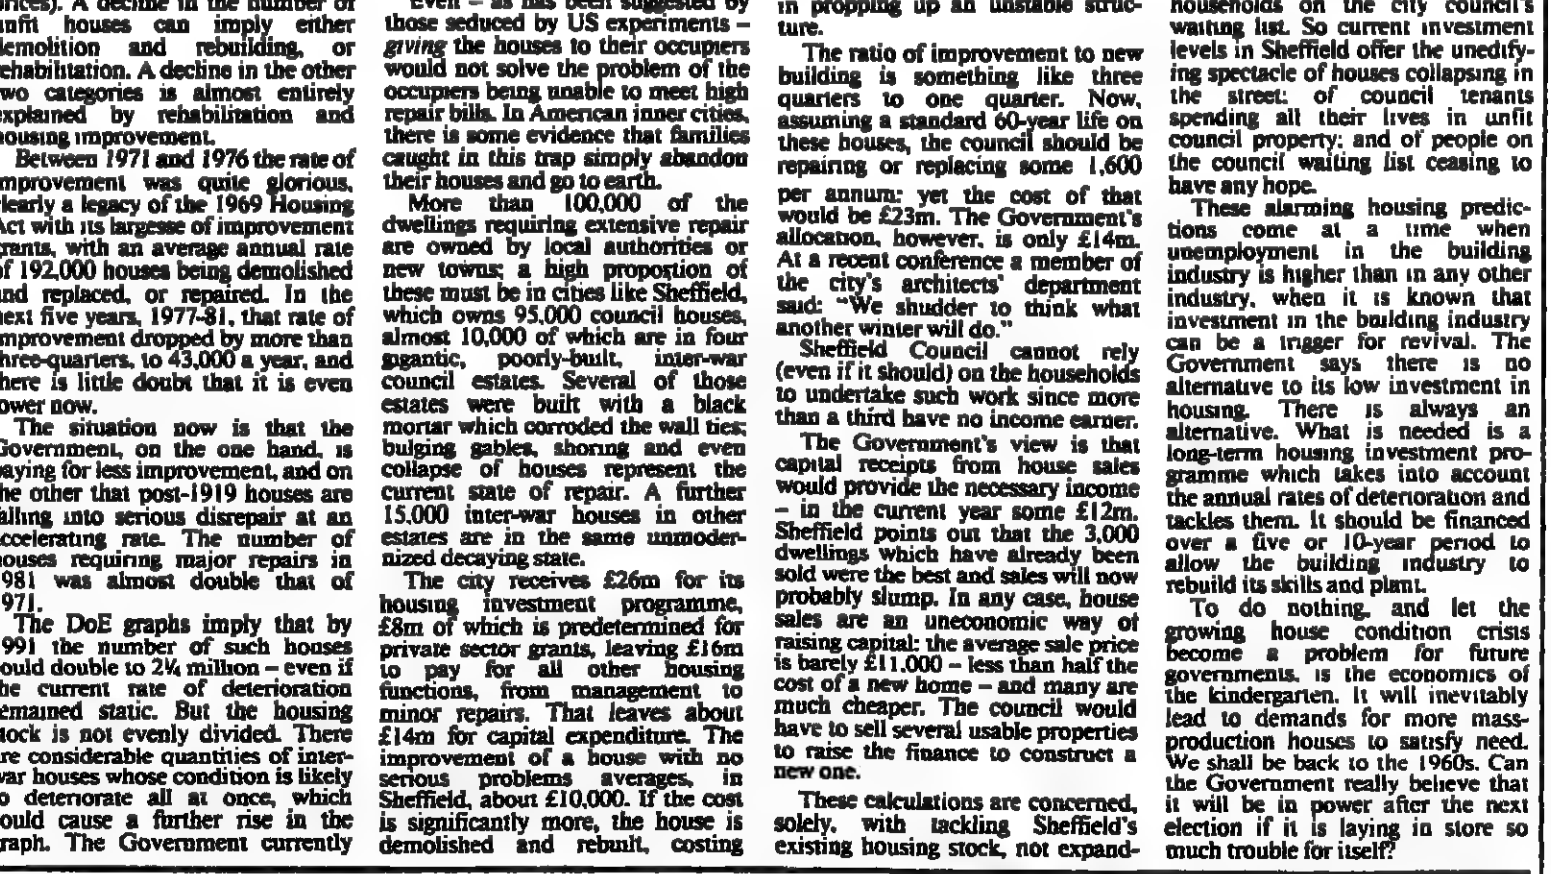 unfit houses can imply either
demolition and rebuilding, or
rehabilitation. A decline in the other
two categories is almost entirely
explained by rehabilitation and
housing improvement.
Between 1971 and 1976 the rate of
improvement was quite glorious,
clearly a legacy of the 1969 Housing
Act with its largesse of improvement
grants, with an average annual rate
of 192,000 houses being demolished
and replaced, or repaired. In the
next five years, 1977-81, that rate of
improvement dropped by more than
three-quarters, to 43,000 a year, and
there is little doubt that it is even
lower now.
The situation now is that the
Government, on the one hand, is
paying for less improvement, and on
the other that post-1919 houses are
falling into serious disrepair at an
accelerating rate. The number of
houses requiring major repairs in
1981 was almost double that of
1971.
The DoE graphs imply that by
1991 the number of such houses
could double to 2¼ million – even if
the current rate of deterioration
remained static. But the housing
stock is not evenly divided. There
are considerable quantities of inter-
war houses whose condition is likely
to deteriorate all at once, which
could cause a further rise in the
graph. The Government currently
Even – as has been suggested by
those seduced by US experiments –
giving the houses to their occupiers
would not solve the problem of the
occupiers being unable to meet high
repair bills. In American inner cities,
there is some evidence that families
caught in this trap simply abandon
their houses and go to earth.
More than 100,000 of the
dwellings requiring extensive repair
are owned by local authorities or
new towns; a high proportion of
these must be in cities like Sheffield,
which owns 95,000 council houses,
almost 10,000 of which are in four
gigantic, poorly-built, inter-war
council estates. Several of those
estates were built with a black
mortar which corroded the wall ties;
bulging gables, shoring and even
collapse of houses represent the
current state of repair. A further
15,000 inter-war houses in other
estates are in the same unmoder-
nized decaying state.
The city receives £26m for its
housing investment programme,
£8m of which is predetermined for
private sector grants, leaving £16m
to pay for all other housing
functions, from management to
minor repairs. That leaves about
£14m for capital expenditure. The
improvement of a house with no
serious problems averages, in
Sheffield, about £10,000. If the cost
is significantly more, the house is
demolished and rebuilt, costing
in propping up an unstable struc-
ture.
The ratio of improvement to new
building is something like three
quarters to one quarter. Now,
assuming a standard 60-year life on
these houses, the council should be
repairing or replacing some 1,600
per annum: yet the cost of that
would be £23m. The Government's
allocation, however, is only £14m.
At a recent conference a member of
the city's architects' department
said: "We shudder to think what
another winter will do."
Sheffield Council cannot rely
(even if it should) on the households
to undertake such work since more
than a third have no income earner.
The Government's view is that
capital receipts from house sales
would provide the necessary income
– in the current year some £12m.
Sheffield points out that the 3,000
dwellings which have already been
sold were the best and sales will now
probably slump. In any case, house
sales are an uneconomic way of
raising capital: the average sale price
is barely £11,000 – less than half the
cost of a new home – and many are
much cheaper. The council would
have to sell several usable properties
to raise the finance to construct a
new one.
These calculations are concerned,
solely, with tackling Sheffield's
existing housing stock, not expand-
households on the city council's
waiting list. So current investment
levels in Sheffield offer the unedify-
ing spectacle of houses collapsing in
the street; of council tenants
spending all their lives in unfit
council property; and of people on
the council waiting list ceasing to
have any hope.
These alarming housing predic-
tions come at a time when
unemployment in the building
industry is higher than in any other
industry, when it is known that
investment in the building industry
can be a trigger for revival. The
Government says there is no
alternative to its low investment in
housing. There is always an
alternative. What is needed is a
long-term housing investment pro-
gramme which takes into account
the annual rates of deterioration and
tackles them. It should be financed
over a five or 10-year period to
allow the building industry to
rebuild its skills and plant.
To do nothing, and let the
growing house condition crisis
become a problem for future
governments, is the economics of
the kindergarten. It will inevitably
lead to demands for more mass-
production houses to satisfy need.
We shall be back to the 1960s. Can
the Government really believe that
it will be in power after the next
election if it is laying in store so
much trouble for itself?